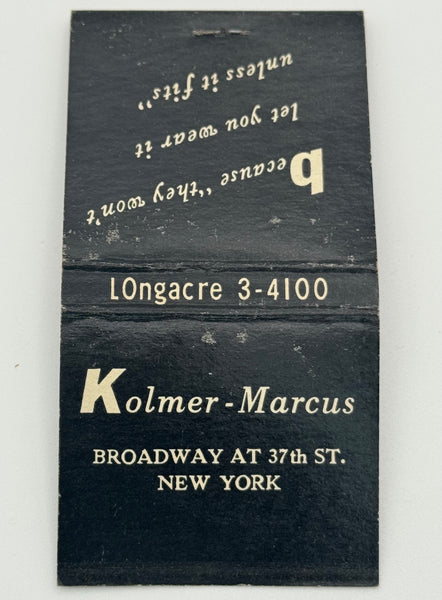 because "they won't
let you wear it
unless it fits"
LOngacre 3-4100
Kolmer-Marcus
BROADWAY AT 37th ST.
NEW YORK